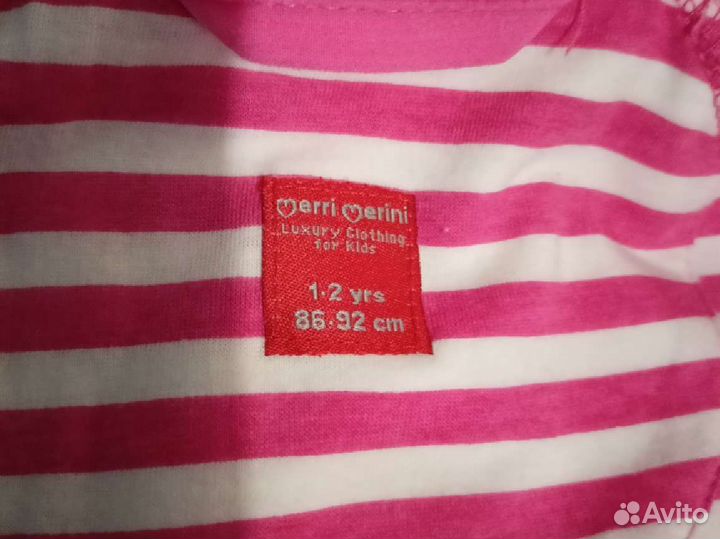 merri merini
Luxury Clothing
for Kids
1-2 yrs
86-92 cm
Avito